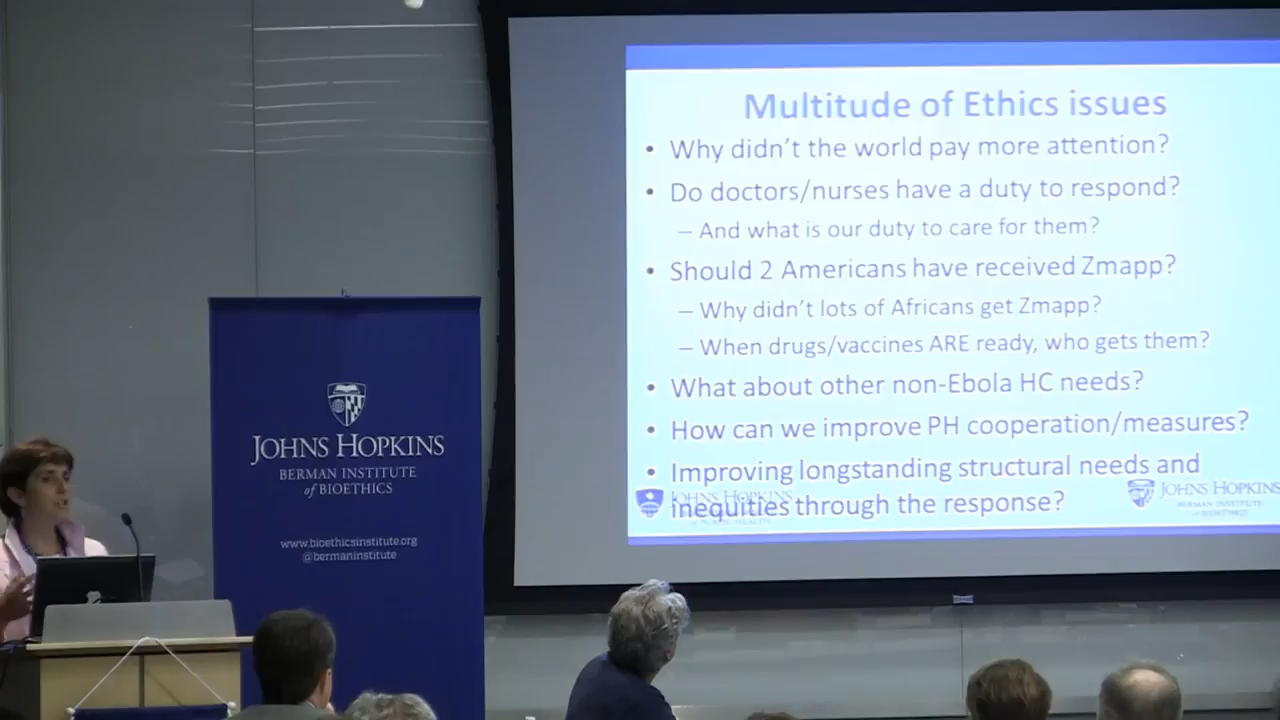 Multitude of Ethics issues
• Why didn't the world pay more attention?
• Do doctors/nurses have a duty to respond?
– And what is our duty to care for them?
• Should 2 Americans have received Zmapp?
– Why didn't lots of Africans get Zmapp?
– When drugs/vaccines ARE ready, who gets them?
• What about other non-Ebola HC needs?
• How can we improve PH cooperation/measures?
• Improving longstanding structural needs and
inequities through the response?
JOHNS HOPKINS
JOHNS HOPKINS
BERMAN INSTITUTE
of BIOETHICS
JOHNS HOPKINS
BERMAN INSTITUTE
of BIOETHICS
www.bioethicsinstitute.org
@bermaninstitute